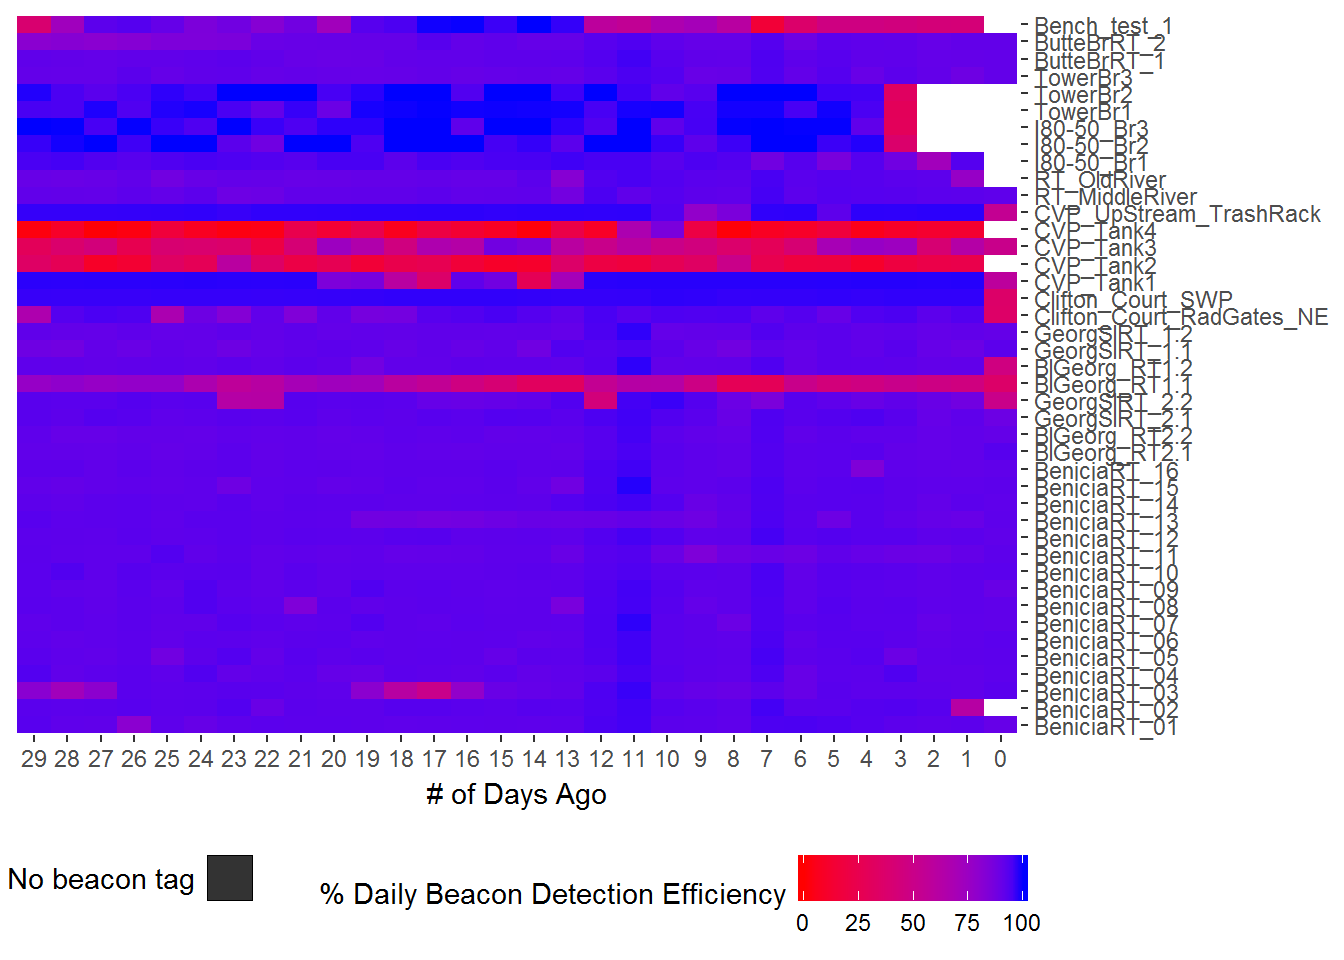 Bench_test_1
ButteBrRT_2
ButteBrRT_1
TowerBr3
TowerBr2
TowerBr1
I80-50_Br3
I80-50_Br2
I80-50_Br1
RT_OldRiver
RT_MiddleRiver
CVP_UpStream_TrashRack
CVP_Tank4
CVP_Tank3
CVP_Tank2
CVP_Tank1
Clifton_Court_SWP
Clifton_Court_RadGates_NE
GeorgSlRT_1.2
GeorgSlRT_1.1
BlGeorg_RT1.2
BlGeorg_RT1.1
GeorgSlRT_2.2
GeorgSlRT_2.1
BlGeorg_RT2.2
BlGeorg_RT2.1
BeniciaRT_16
BeniciaRT_15
BeniciaRT_14
BeniciaRT_13
BeniciaRT_12
BeniciaRT_11
BeniciaRT_10
BeniciaRT_09
BeniciaRT_08
BeniciaRT_07
BeniciaRT_06
BeniciaRT_05
BeniciaRT_04
BeniciaRT_03
BeniciaRT_02
BeniciaRT_01
29 28 27 26 25 24 23 22 21 20 19 18 17 16 15 14 13 12 11 10 9 8 7 6 5 4 3 2 1 0
# of Days Ago
No beacon tag
% Daily Beacon Detection Efficiency
0 25 50 75 100